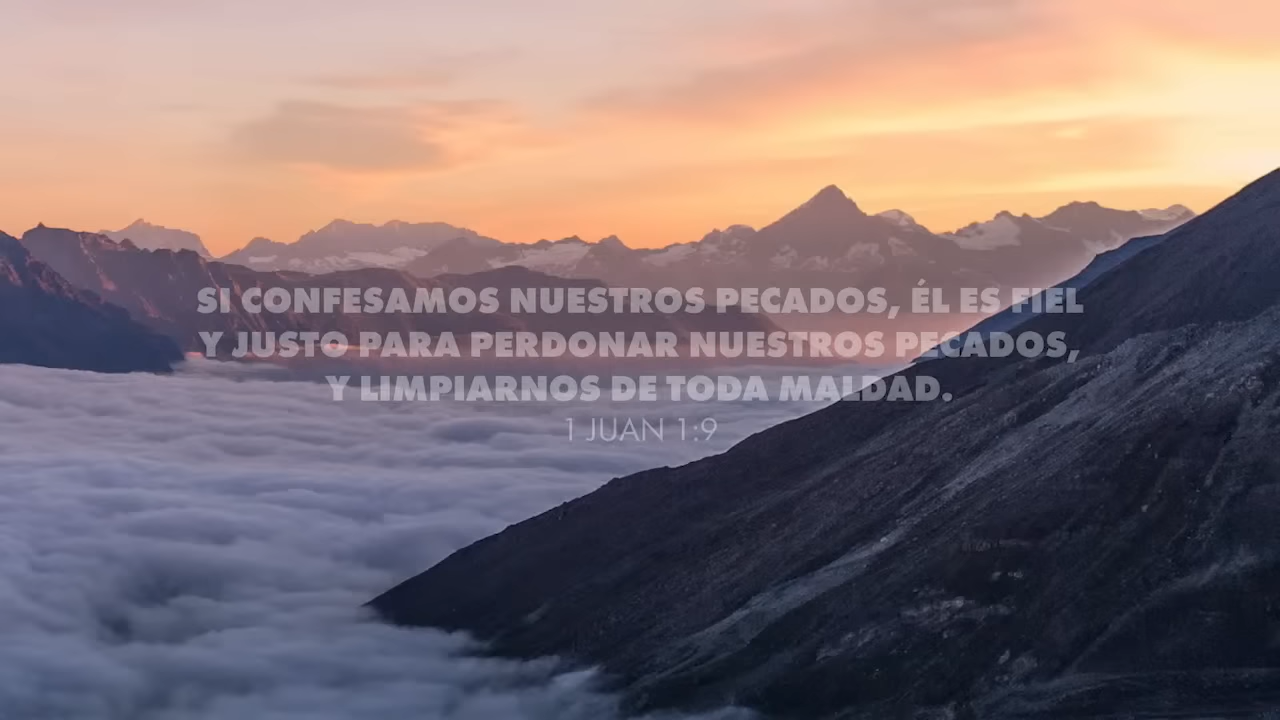 SI CONFESAMOS NUESTROS PECADOS, ÉL ES FIEL
Y JUSTO PARA PERDONAR NUESTROS PECADOS,
Y LIMPIARNOS DE TODA MALDAD.
1 JUAN 1:9